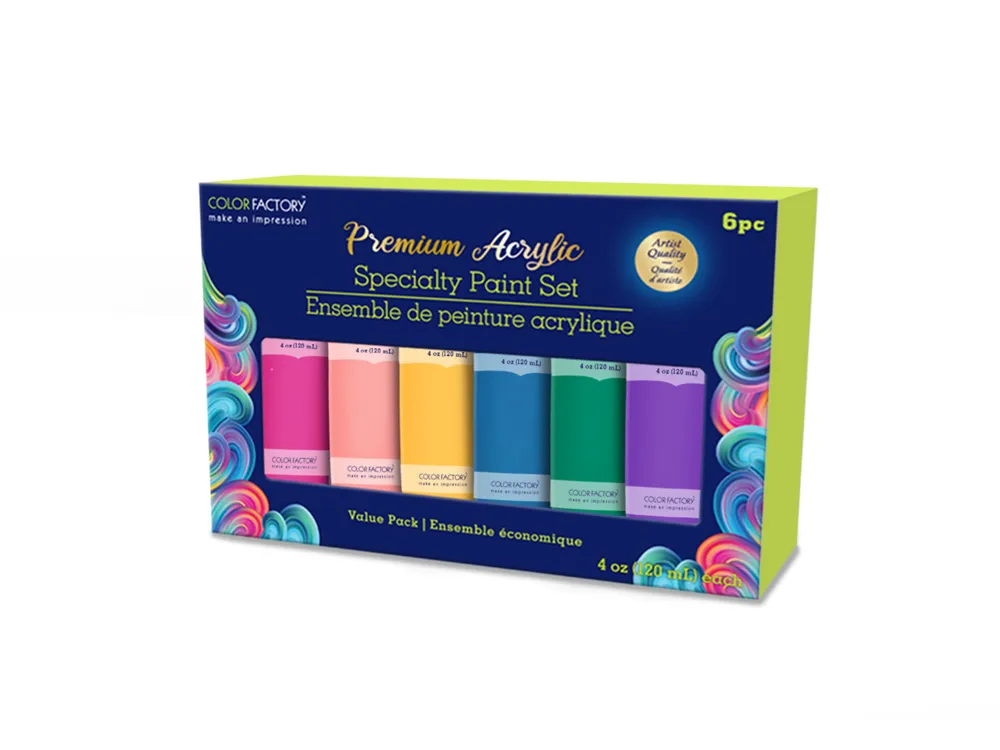 COLOR FACTORY™
make an impression
6pc
Premium Acrylic
Specialty Paint Set
Ensemble de peinture acrylique
Artist
Quality
Qualité
d'artiste
4 oz (120 mL)
4 oz (120 mL)
4 oz (120 mL)
4 oz (120 mL)
4 oz (120 mL)
4 oz (120 mL)
COLOR FACTORY
make an impression
COLOR FACTORY
make an impression
COLOR FACTORY
make an impression
COLOR FACTORY
make an impression
COLOR FACTORY
make an impression
COLOR FACTORY
make an impression
Value Pack | Ensemble économique
4 oz (120 mL) each